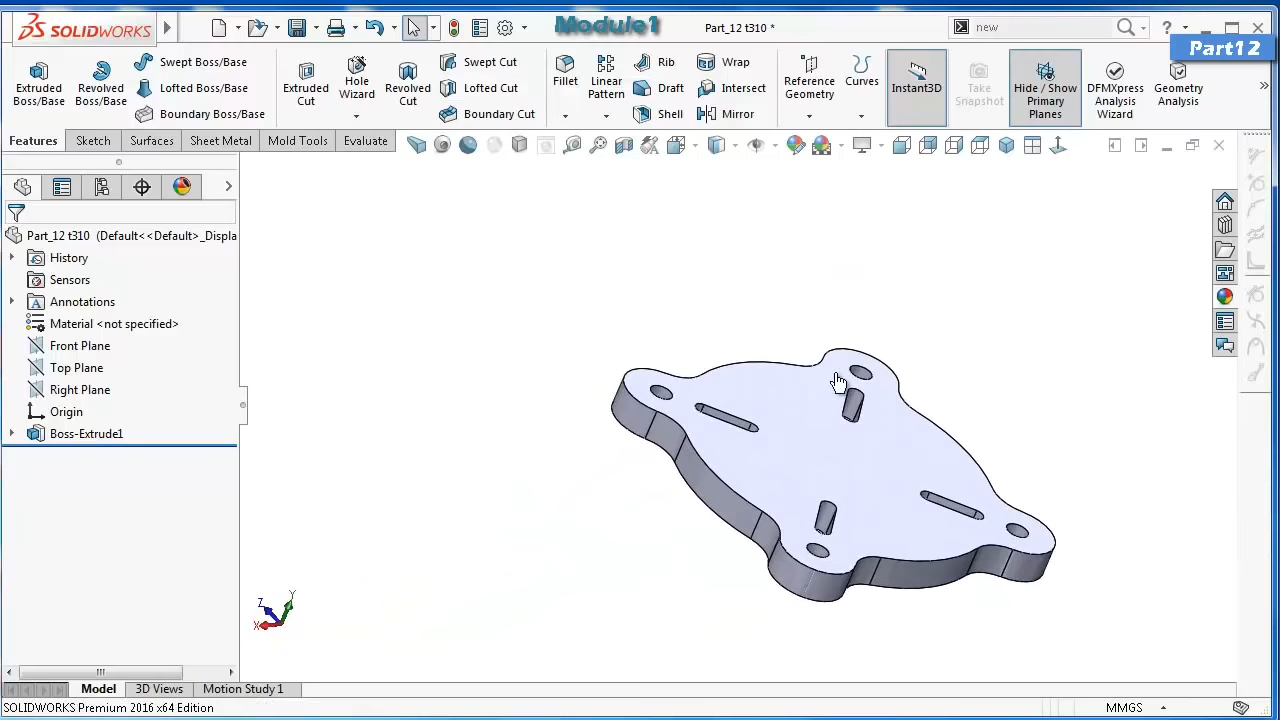 SOLIDWORKS
Module1
Part_12 t310 *
new
?
Part12
Extruded Boss/Base
Revolved Boss/Base
Swept Boss/Base
Lofted Boss/Base
Boundary Boss/Base
Extruded Cut
Hole Wizard
Revolved Cut
Swept Cut
Lofted Cut
Boundary Cut
Fillet
Linear Pattern
Rib
Draft
Shell
Wrap
Intersect
Mirror
Reference Geometry
Curves
Instant3D
Take Snapshot
Hide / Show Primary Planes
DFMXpress Analysis Wizard
Geometry Analysis
Features
Sketch
Surfaces
Sheet Metal
Mold Tools
Evaluate
Part_12 t310 (Default<<Default>_Displa
History
Sensors
Annotations
Material <not specified>
Front Plane
Top Plane
Right Plane
Origin
Boss-Extrude1
Y
Z
X
Model
3D Views
Motion Study 1
SOLIDWORKS Premium 2016 x64 Edition
MMGS